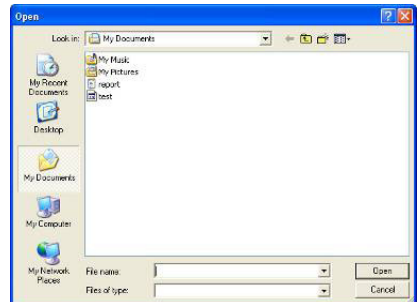 Open
Look in:
My Documents
My Music
My Pictures
report
test
My Recent
Documents
Desktop
My Documents
My Computer
My Network
Places
File name:
Open
Files of type:
Cancel